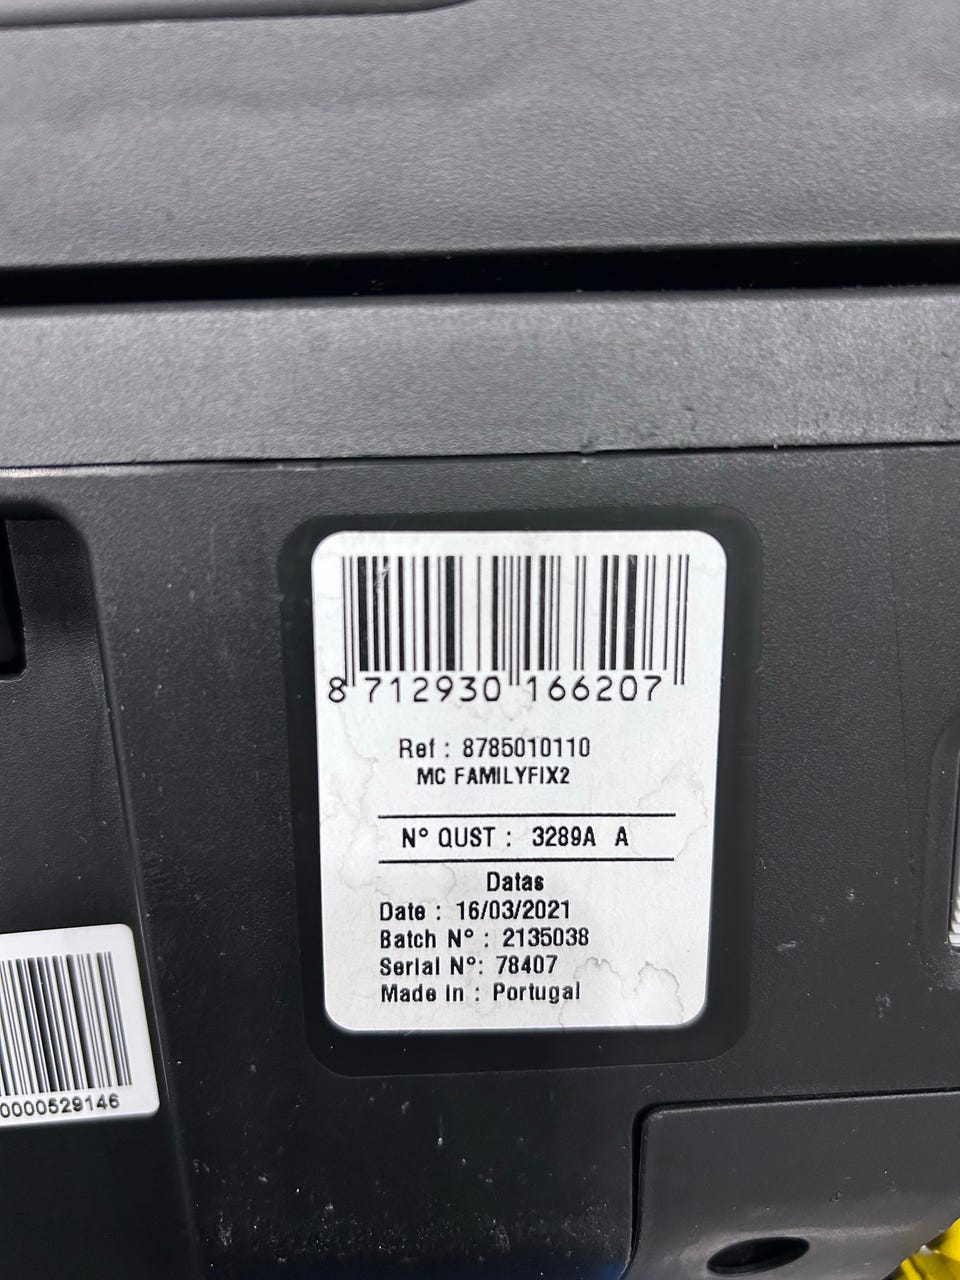 8 712930 166207
Ref : 8785010110
MC FAMILYFIX2
N° QUST : 3289A A
Datas
Date : 16/03/2021
Batch N° : 2135038
Serial N°: 78407
Made in : Portugal
0000529146